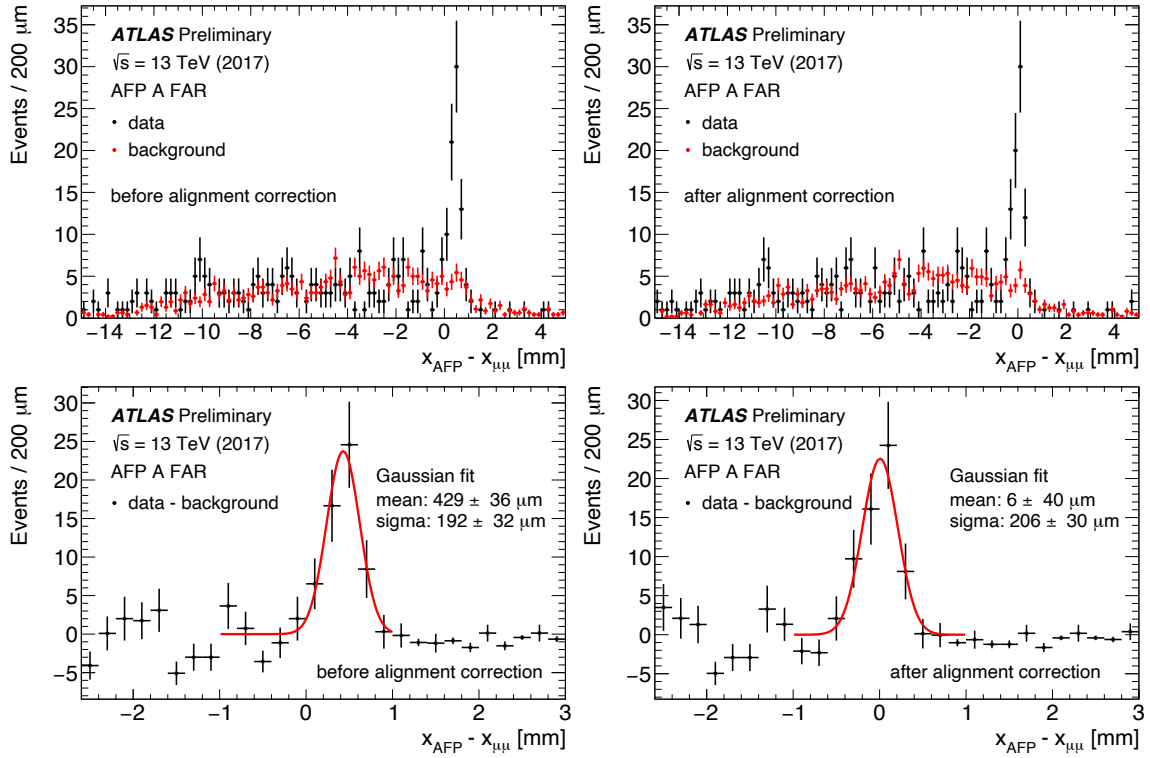 Events / 200 μm
35
30
25
20
15
10
5
0
ATLAS Preliminary
√s = 13 TeV (2017)
AFP A FAR
data
background
before alignment correction
−14 −12 −10 −8 −6 −4 −2 0 2 4
x_AFP - x_μμ [mm]
Events / 200 μm
35
30
25
20
15
10
5
0
ATLAS Preliminary
√s = 13 TeV (2017)
AFP A FAR
data
background
after alignment correction
−14 −12 −10 −8 −6 −4 −2 0 2 4
x_AFP - x_μμ [mm]
Events / 200 μm
30
25
20
15
10
5
0
−5
ATLAS Preliminary
√s = 13 TeV (2017)
AFP A FAR
data - background
Gaussian fit
mean: 429 ± 36 μm
sigma: 192 ± 32 μm
before alignment correction
−2 −1 0 1 2 3
x_AFP - x_μμ [mm]
Events / 200 μm
30
25
20
15
10
5
0
−5
ATLAS Preliminary
√s = 13 TeV (2017)
AFP A FAR
data - background
Gaussian fit
mean: 6 ± 40 μm
sigma: 206 ± 30 μm
after alignment correction
−2 −1 0 1 2 3
x_AFP - x_μμ [mm]